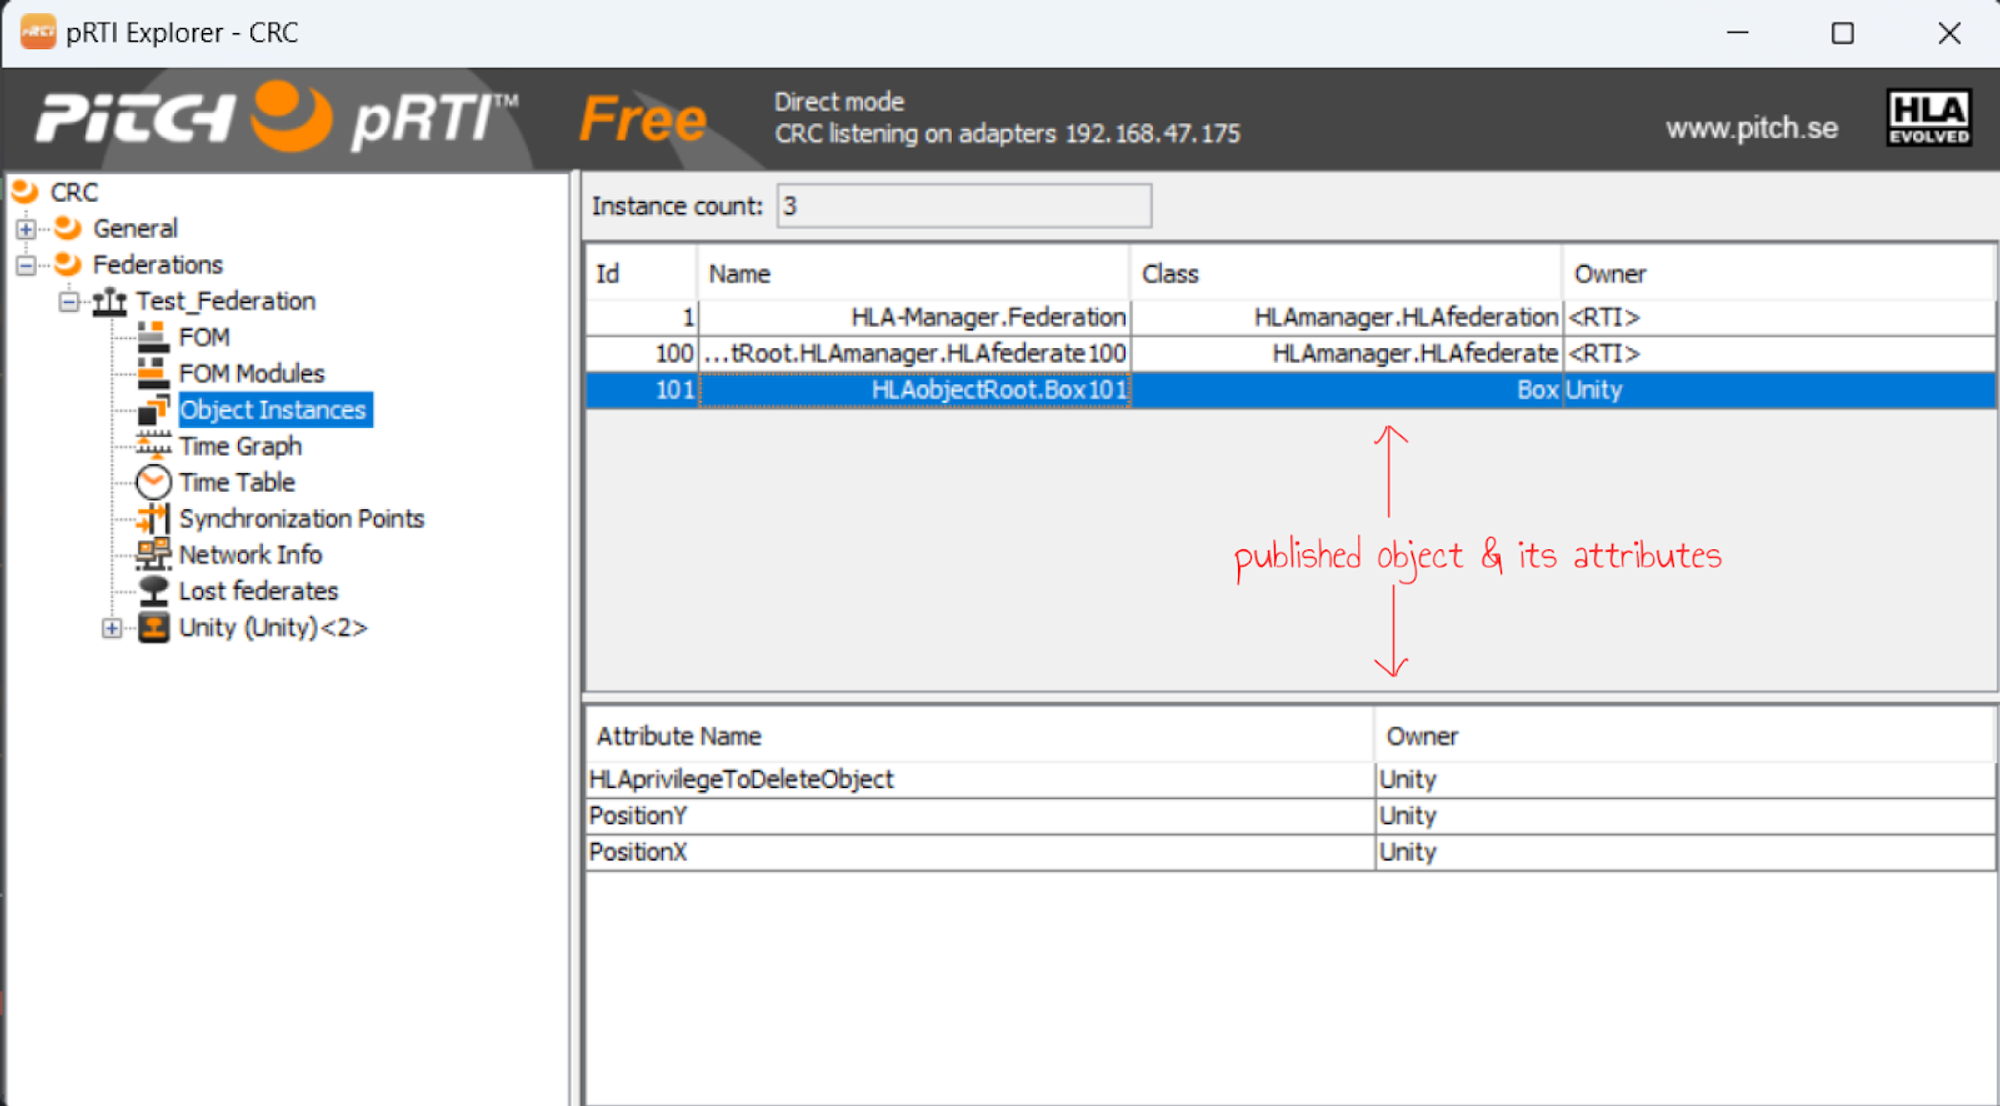 pRTI Explorer - CRC
PITCH pRTI™ Free
Direct mode
CRC listening on adapters 192.168.47.175
www.pitch.se
HLA
EVOLVED
CRC
General
Federations
Test_Federation
FOM
FOM Modules
Object Instances
Time Graph
Time Table
Synchronization Points
Network Info
Lost federates
Unity (Unity)<2>
Instance count: 3
Id Name Class Owner
1 HLA-Manager.Federation HLAmanager.HLAfederation <RTI>
100 ...tRoot.HLAmanager.HLAfederate100 HLAmanager.HLAfederate <RTI>
101 HLAobjectRoot.Box101 Box Unity
published object & its attributes
Attribute Name Owner
HLAprivilegeToDeleteObject Unity
PositionY Unity
PositionX Unity